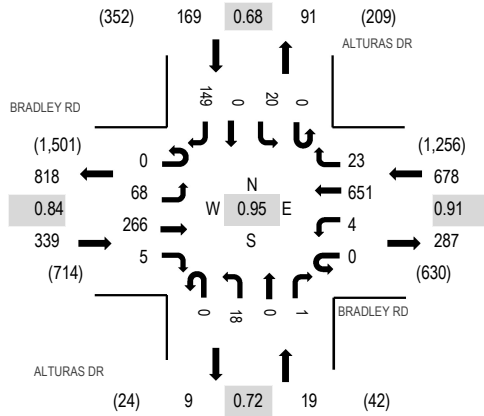 (352) 169 0.68 91 (209)
ALTURAS DR
149 0 20 0
BRADLEY RD
(1,501) (1,256)
818 0 23 678
68 N 651
0.84 W 0.95 E 0.91
266 S 4
339 5 0 287
(714) (630)
0 18 0 1
BRADLEY RD
ALTURAS DR
(24) 9 0.72 19 (42)